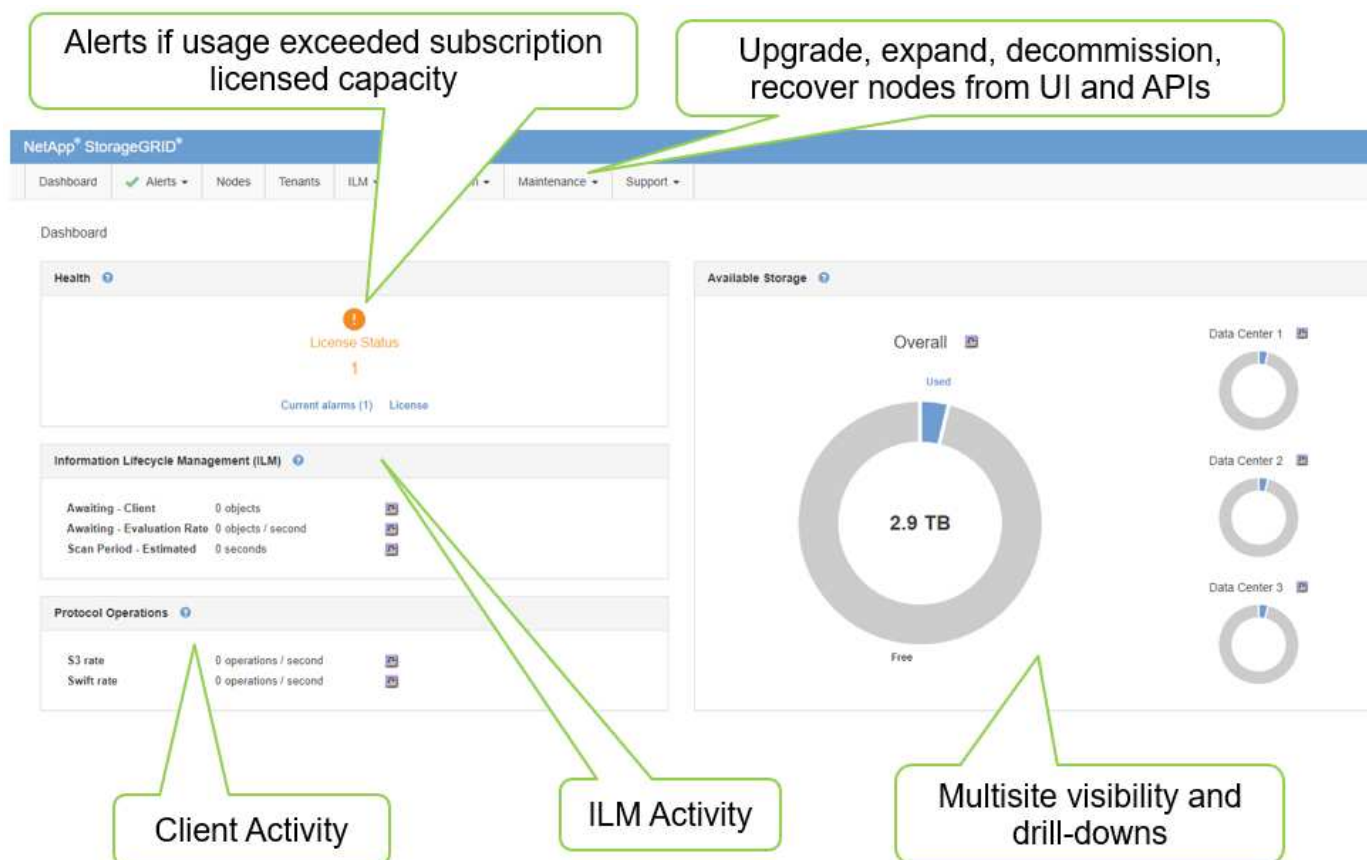 Alerts if usage exceeded subscription
licensed capacity
Upgrade, expand, decommission,
recover nodes from UI and APIs
NetApp® StorageGRID®
Dashboard
Alerts
Nodes
Tenants
ILM
Maintenance
Support
Dashboard
Health
License Status
1
Current alarms (1) License
Information Lifecycle Management (ILM)
Awaiting - Client 0 objects
Awaiting - Evaluation Rate 0 objects / second
Scan Period - Estimated 0 seconds
Protocol Operations
S3 rate 0 operations / second
Swift rate 0 operations / second
Available Storage
Overall
Used
2.9 TB
Free
Data Center 1
Data Center 2
Data Center 3
Client Activity
ILM Activity
Multisite visibility and
drill-downs